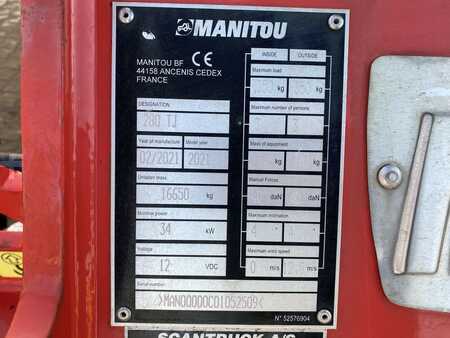 MANITOU
MANITOU BF CE
44158 ANCENIS CEDEX
FRANCE
INSIDE OUTSIDE
Maximum load
kg kg
DESIGNATION
280 TJ
Maximum number of persons
3
Year of manufacture Model year
02/2021 2021
Mass of equipment
kg kg
Unladen mass
16650 kg
Manual Forces
daN daN
Nominal power
34 kW
Maximum inclination
4 ° °
Voltage
12 VDC
Maximum wind speed
0 m/s m/s
Serial number
>MAN00000C01052509<
N° 52576904
SCANTRUCK A/S